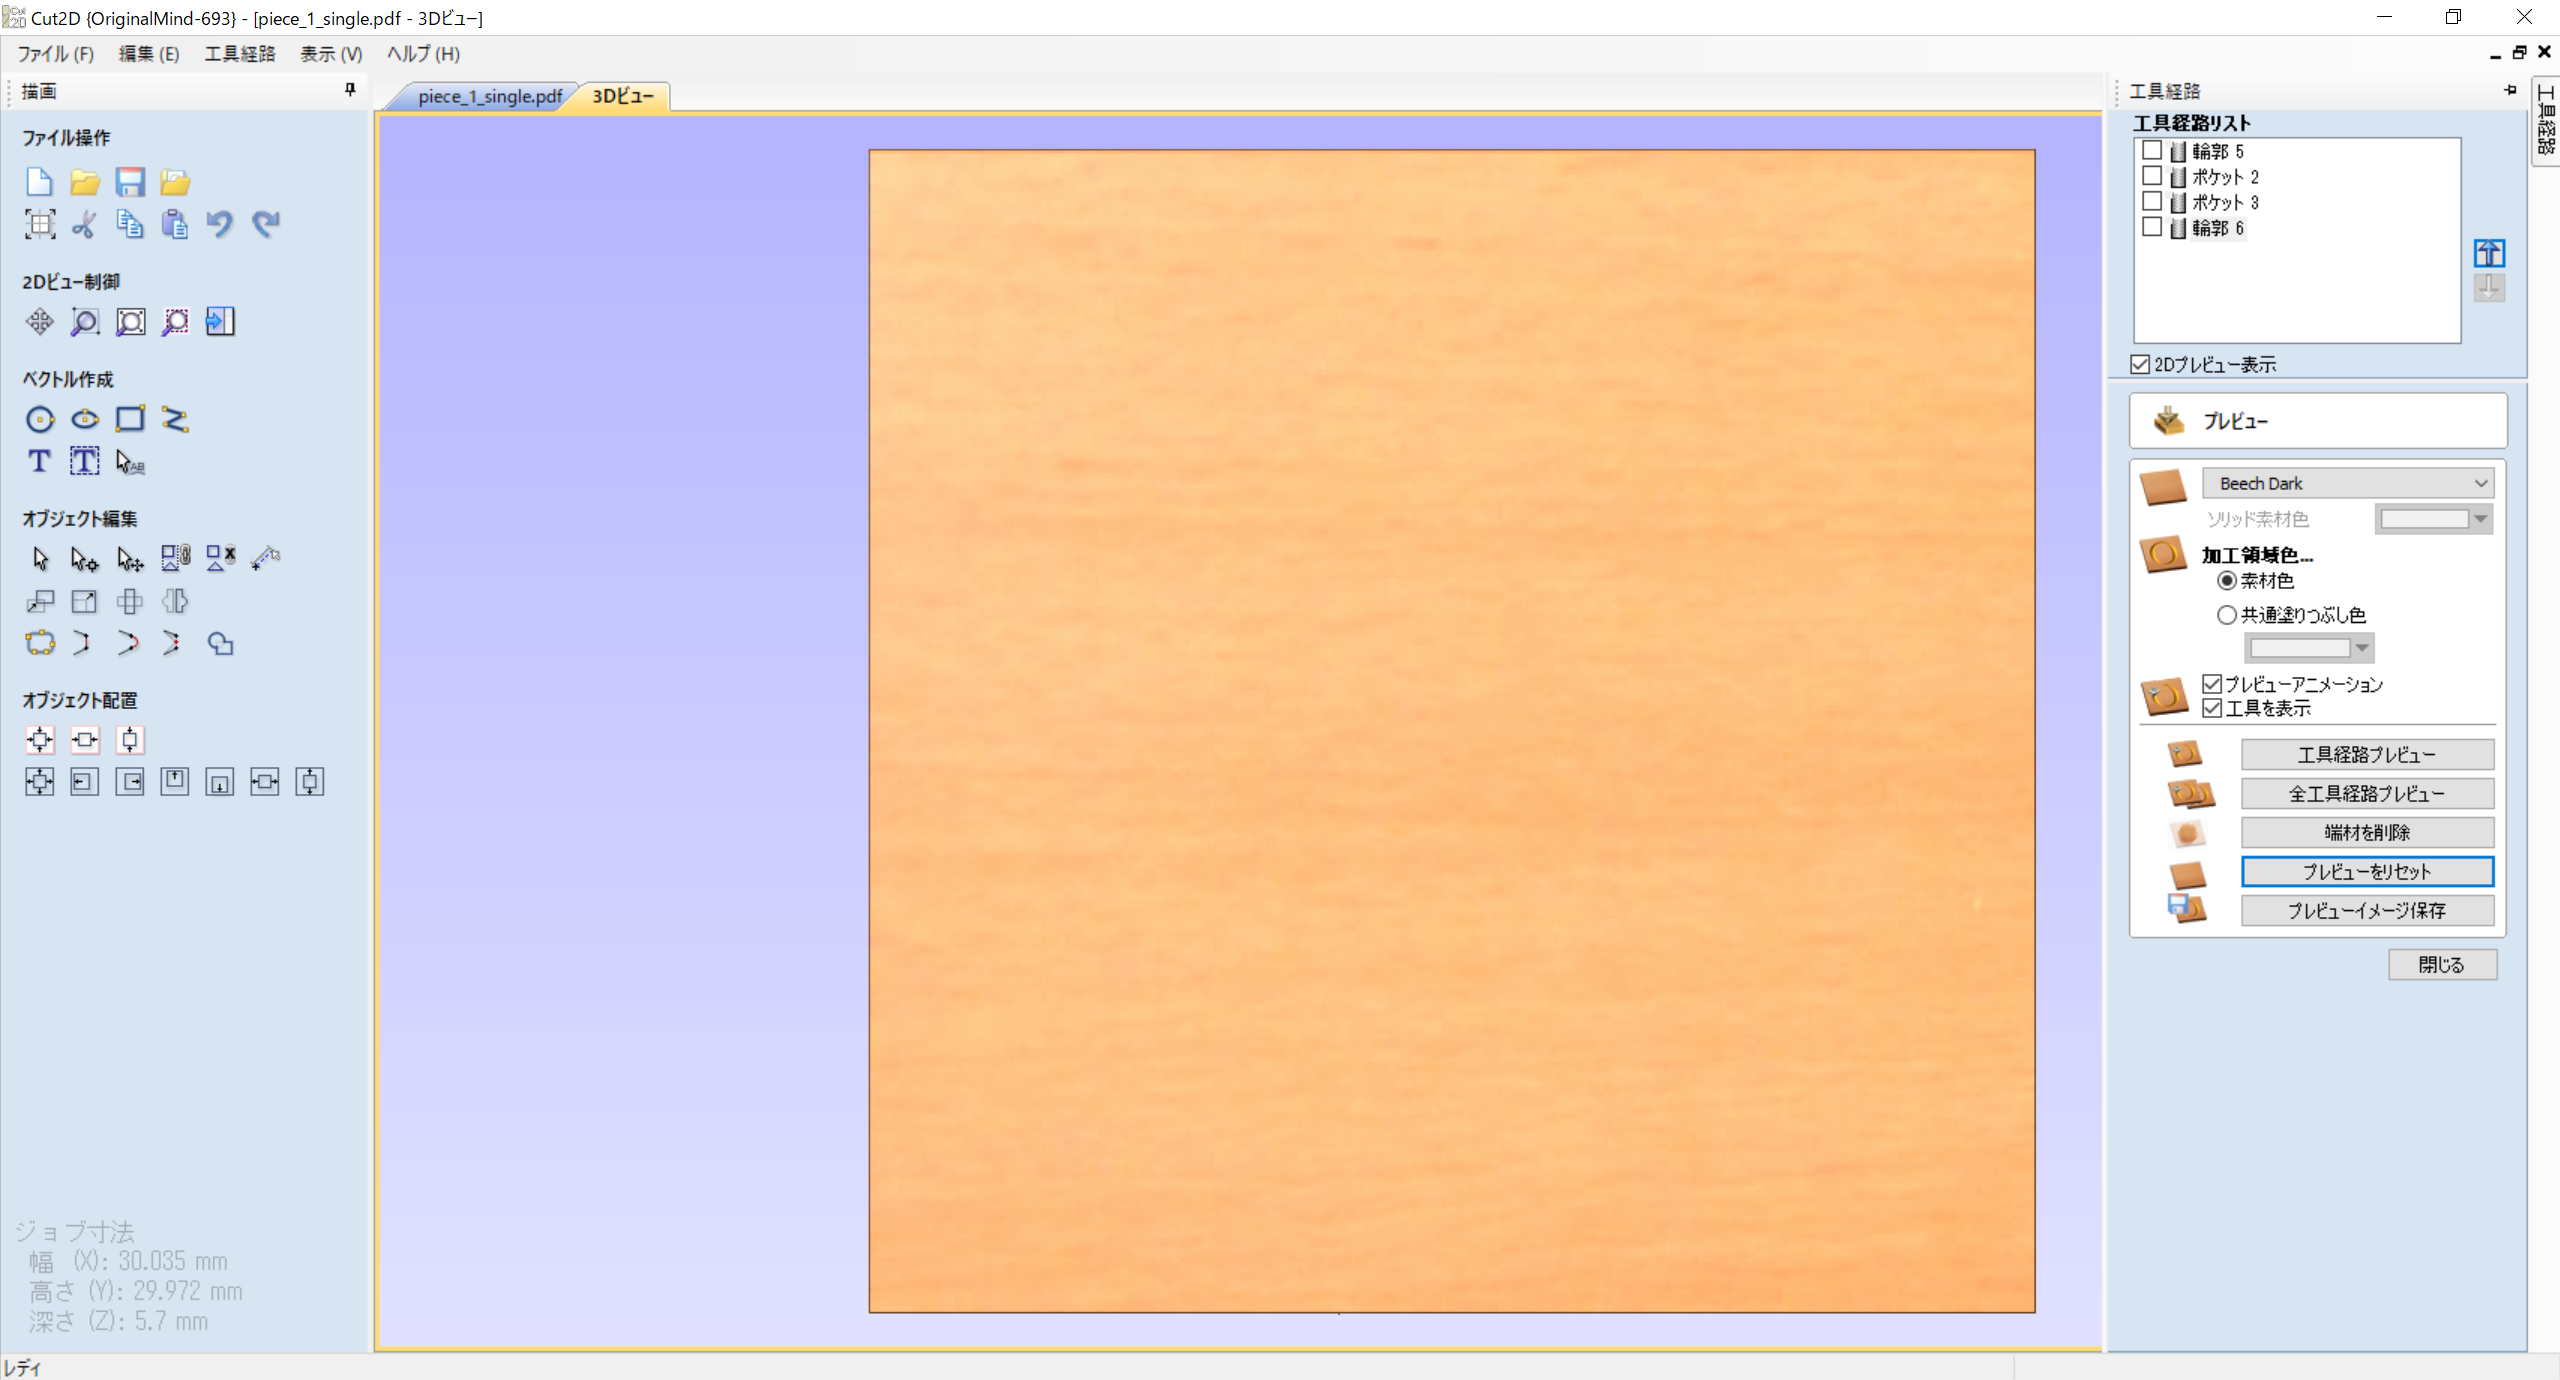 Cut2D {OriginalMind-693} - [piece_1_single.pdf - 3Dビュー]
ファイル (F) 編集 (E) 工具経路 表示 (V) ヘルプ (H)
描画
ファイル操作
2Dビュー制御
ベクトル作成
オブジェクト編集
オブジェクト配置
ジョブ寸法
幅 (X): 30.035 mm
高さ (Y): 29.972 mm
深さ (Z): 5.7 mm
レディ
piece_1_single.pdf 3Dビュー
工具経路
工具経路リスト
輪郭 5
ポケット 2
ポケット 3
輪郭 6
2Dプレビュー表示
プレビュー
Beech Dark
ソリッド素材色
加工領域色...
素材色
共通塗りつぶし色
プレビューアニメーション
工具を表示
工具経路プレビュー
全工具経路プレビュー
端材を削除
プレビューをリセット
プレビューイメージ保存
閉じる
工具経路